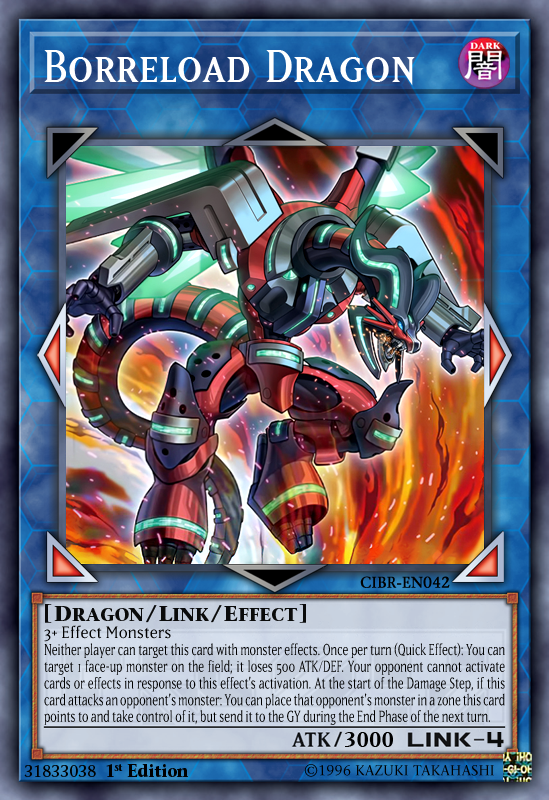 BORRELOAD DRAGON
DARK
闇
CIBR-EN042
[DRAGON/LINK/EFFECT]
3+ Effect Monsters
Neither player can target this card with monster effects. Once per turn (Quick Effect): You can
target 1 face-up monster on the field; it loses 500 ATK/DEF. Your opponent cannot activate
cards or effects in response to this effect's activation. At the start of the Damage Step, if this
card attacks an opponent's monster: You can place that opponent's monster in a zone this card
points to and take control of it, but send it to the GY during the End Phase of the next turn.
ATK/3000 LINK-4
31833038 1st Edition ©1996 KAZUKI TAKAHASHI